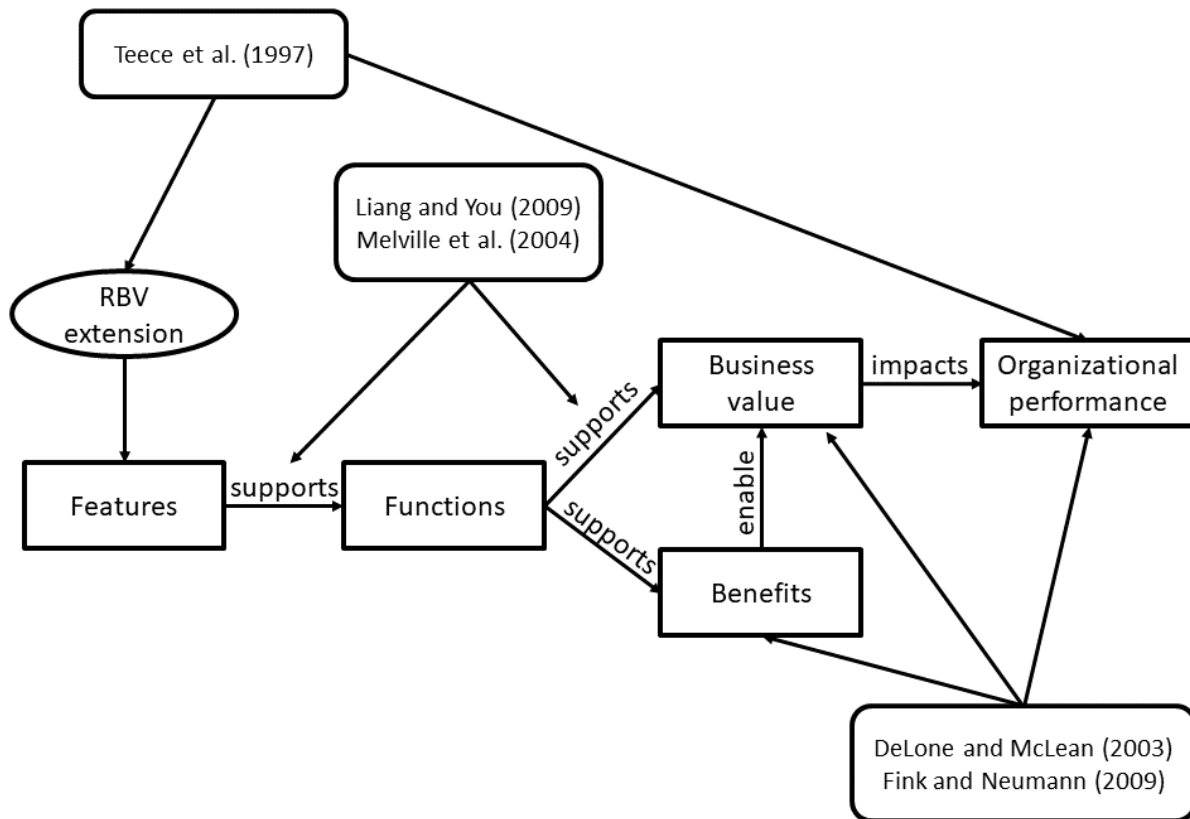 Teece et al. (1997)
Liang and You (2009)
Melville et al. (2004)
RBV
extension
Business
value
impacts
Organizational
performance
supports
Features
supports
Functions
supports
enable
Benefits
DeLone and McLean (2003)
Fink and Neumann (2009)